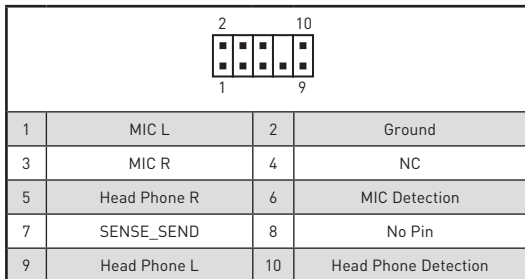 2 10
1 9
1 MIC L 2 Ground
3 MIC R 4 NC
5 Head Phone R 6 MIC Detection
7 SENSE_SEND 8 No Pin
9 Head Phone L 10 Head Phone Detection